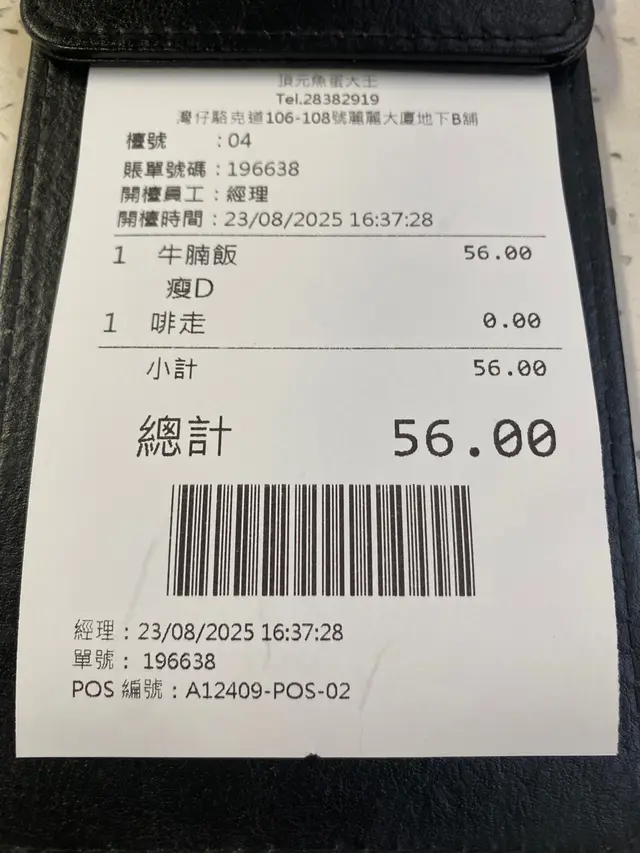 頂元魚蛋大王
Tel.28382919
灣仔駱克道106-108號麗麗大廈地下B舖
檯號 :04
賬單號碼：196638
開檯員工：經理
開檯時間：23/08/2025 16:37:28
1 牛腩飯 56.00
瘦D
1 啡走 0.00
小計 56.00
總計 56.00
經理：23/08/2025 16:37:28
單號： 196638
POS 編號：A12409-POS-02